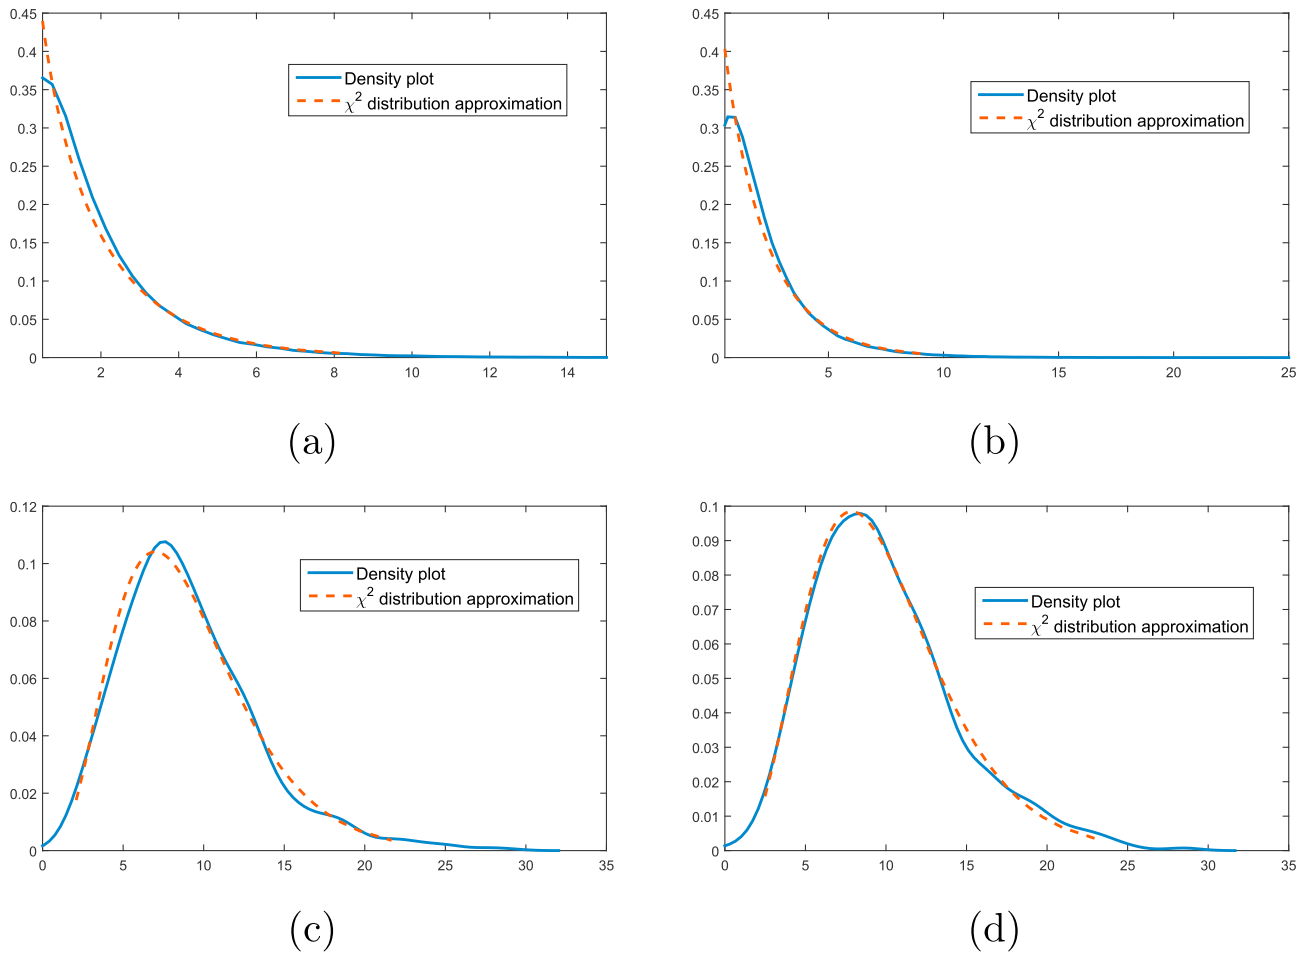 0.45
0.4
0.35
0.3
0.25
0.2
0.15
0.1
0.05
0
2 4 6 8 10 12 14
Density plot
χ² distribution approximation
(a)
0.45
0.4
0.35
0.3
0.25
0.2
0.15
0.1
0.05
0
5 10 15 20 25
Density plot
χ² distribution approximation
(b)
0.12
0.1
0.08
0.06
0.04
0.02
0
0 5 10 15 20 25 30 35
Density plot
χ² distribution approximation
(c)
0.1
0.09
0.08
0.07
0.06
0.05
0.04
0.03
0.02
0.01
0
0 5 10 15 20 25 30 35
Density plot
χ² distribution approximation
(d)